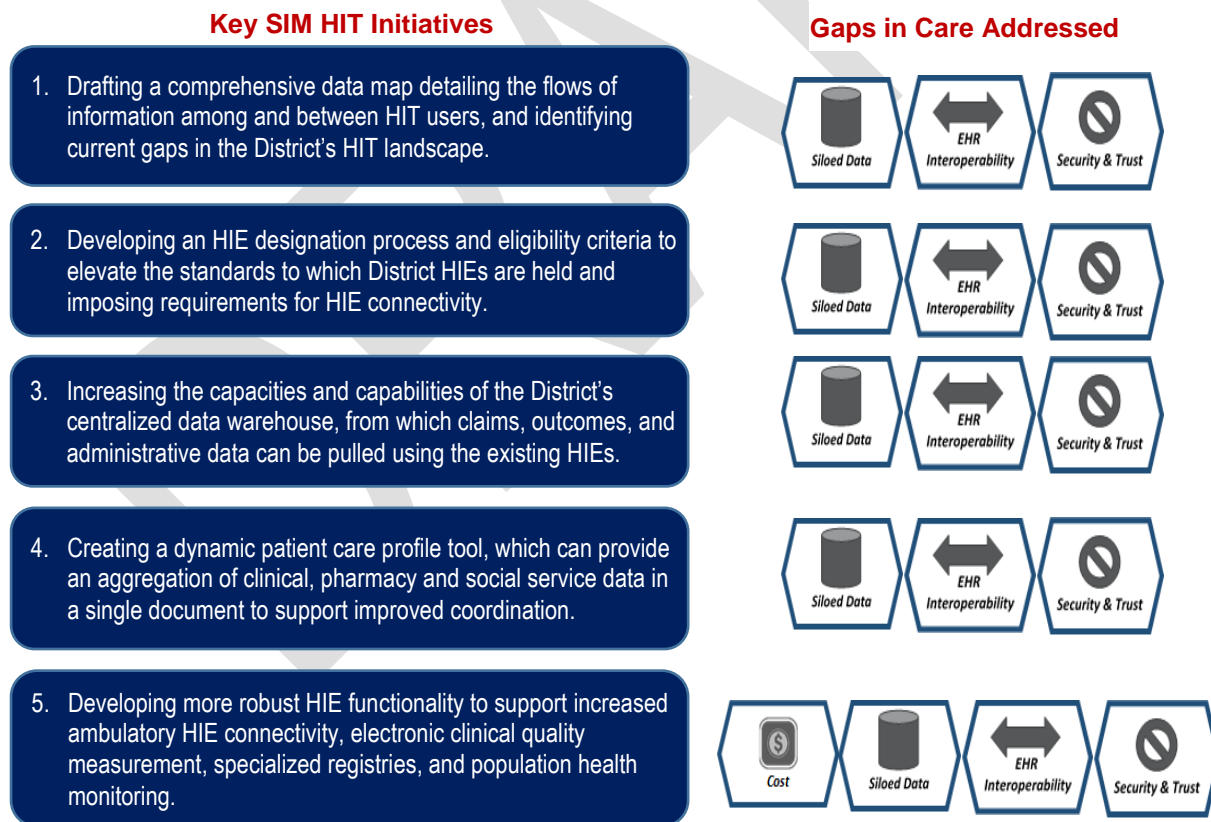 Key SIM HIT Initiatives
Gaps in Care Addressed
1. Drafting a comprehensive data map detailing the flows of
information among and between HIT users, and identifying
current gaps in the District's HIT landscape.
Siloed Data
EHR
Interoperability
Security & Trust
2. Developing an HIE designation process and eligibility criteria to
elevate the standards to which District HIEs are held and
imposing requirements for HIE connectivity.
Siloed Data
EHR
Interoperability
Security & Trust
3. Increasing the capacities and capabilities of the District's
centralized data warehouse, from which claims, outcomes, and
administrative data can be pulled using the existing HIEs.
Siloed Data
EHR
Interoperability
Security & Trust
4. Creating a dynamic patient care profile tool, which can provide
an aggregation of clinical, pharmacy and social service data in
a single document to support improved coordination.
Siloed Data
EHR
Interoperability
Security & Trust
5. Developing more robust HIE functionality to support increased
ambulatory HIE connectivity, electronic clinical quality
measurement, specialized registries, and population health
monitoring.
$
Cost
Siloed Data
EHR
Interoperability
Security & Trust